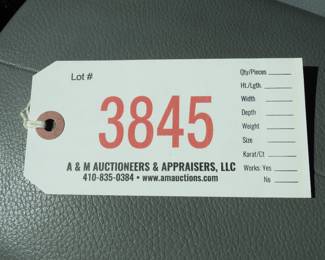 Lot #
3845
A & M AUCTIONEERS & APPRAISERS, LLC
410-835-0384 • www.amauctions.com
Qty/Pieces
Ht./Lgth.
Width
Depth
Weight
Size
Karat/Ct
Works: Yes
No